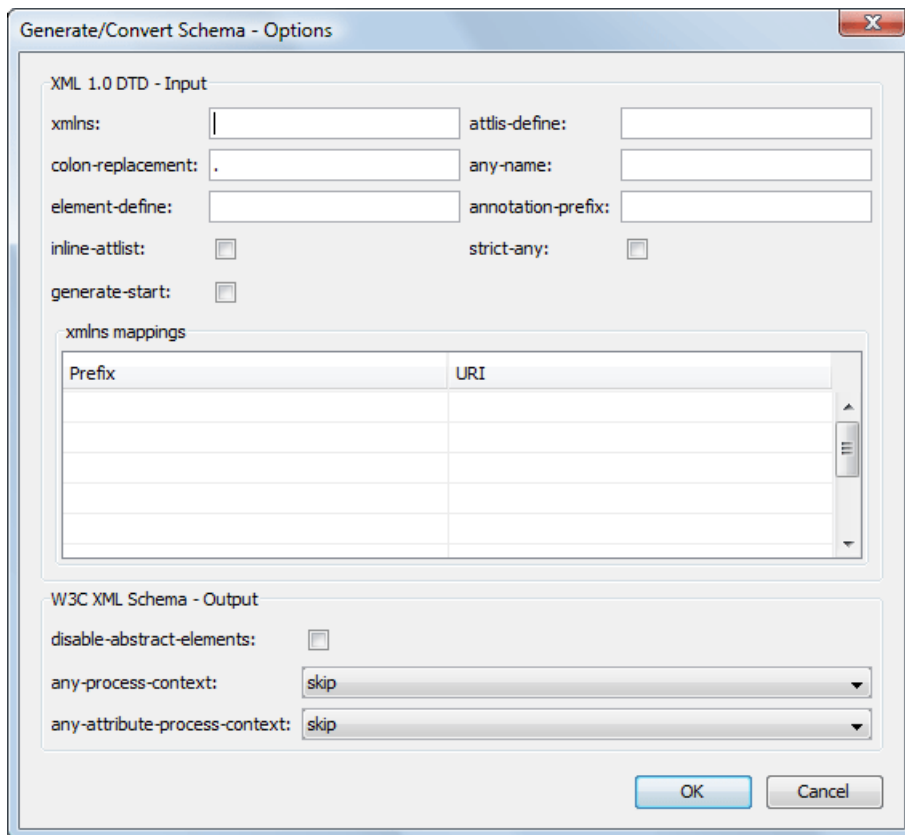 Generate/Convert Schema - Options
XML 1.0 DTD - Input
xmlns: attlis-define:
colon-replacement: . any-name:
element-define: annotation-prefix:
inline-attlist: strict-any:
generate-start:
xmlns mappings
Prefix URI
W3C XML Schema - Output
disable-abstract-elements:
any-process-context: skip
any-attribute-process-context: skip
OK Cancel